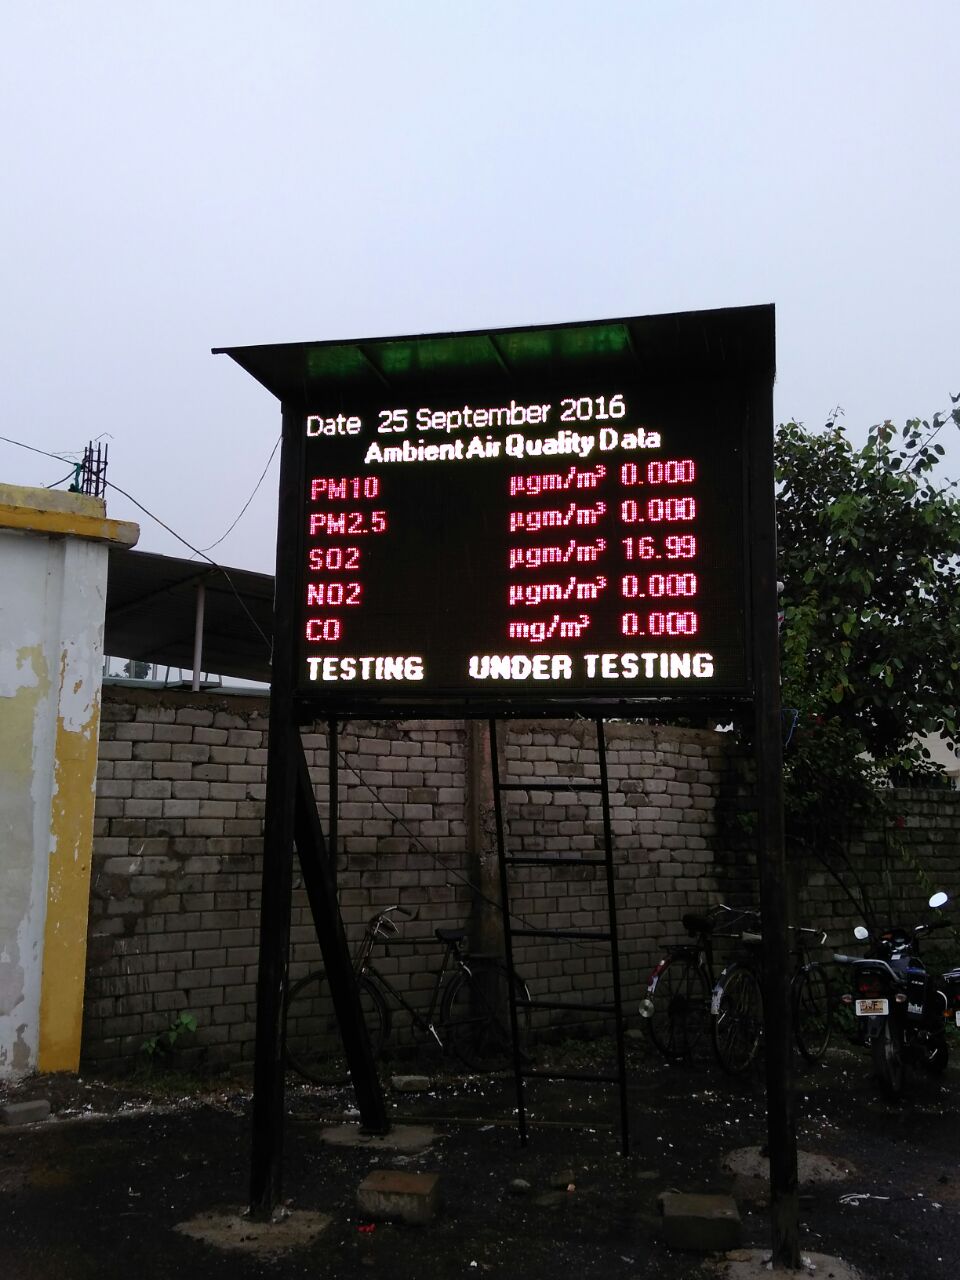 Date 25 September 2016
Ambient Air Quality Data
PM10 µgm/m³ 0.000
PM2.5 µgm/m³ 0.000
SO2 µgm/m³ 16.99
NO2 µgm/m³ 0.000
CO mg/m³ 0.000
TESTING UNDER TESTING